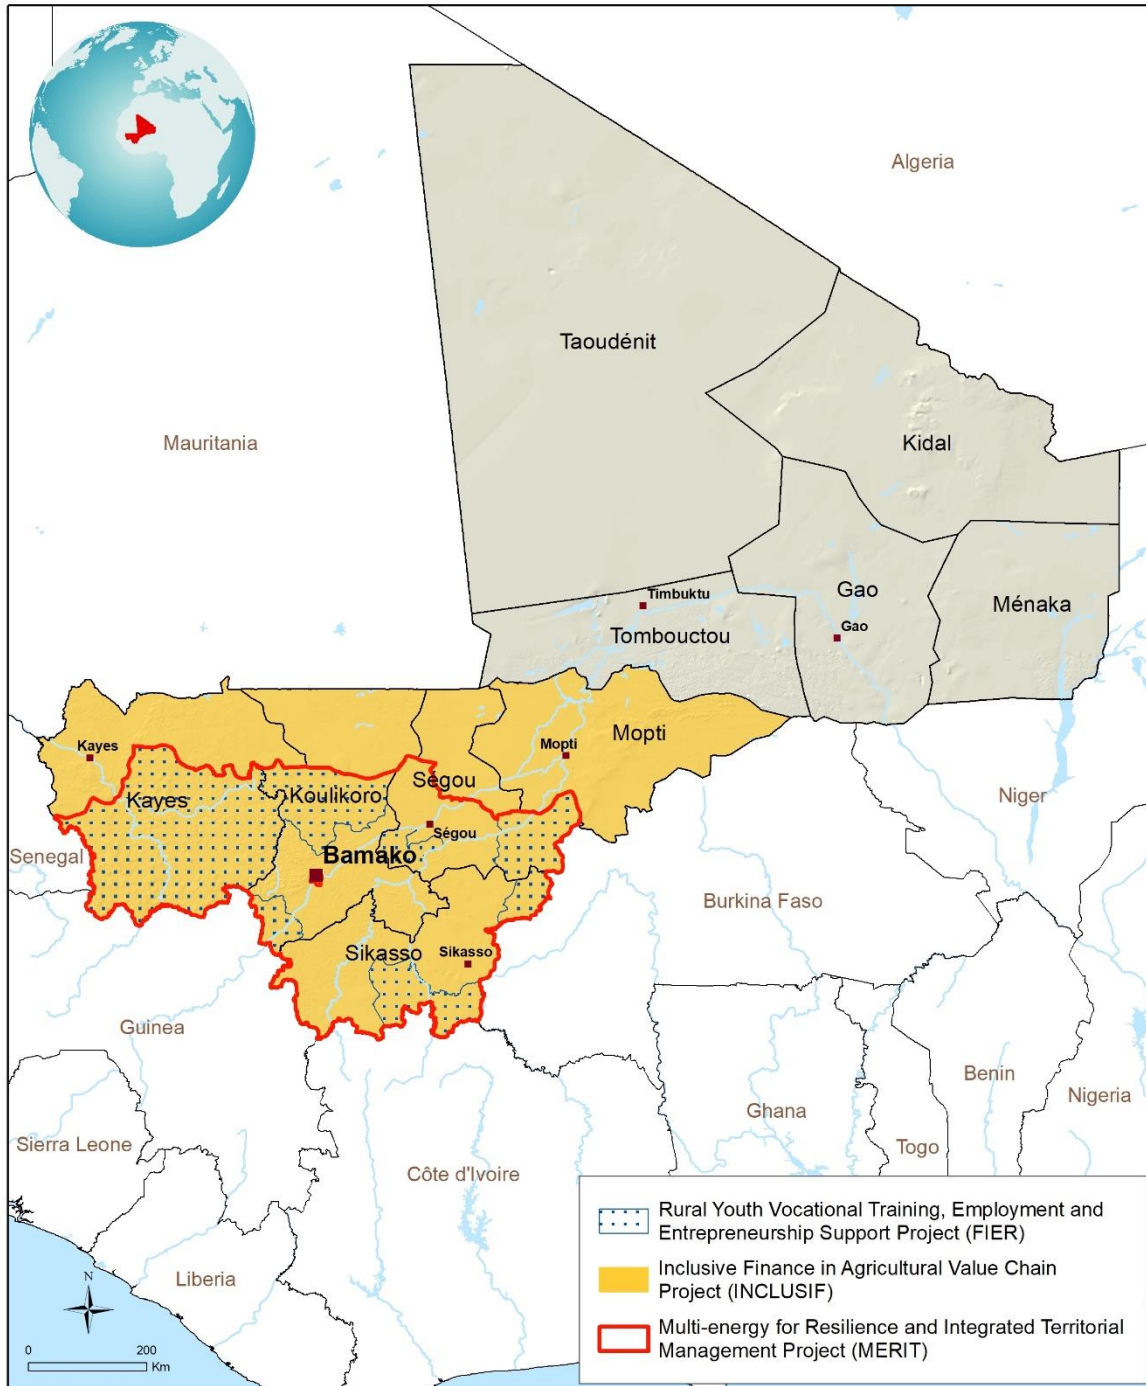 Algeria
Taoudénit
Mauritania
Kidal
Timbuktu
Gao
Ménaka
Tombouctou
Gao
Mopti
Kayes
Mopti
Ségou
Kayes
Koulikoro
Niger
Ségou
Senegal
Bamako
Burkina Faso
Sikasso
Sikasso
Guinea
Benin
Nigeria
Ghana
Sierra Leone
Togo
Côte d'Ivoire
Rural Youth Vocational Training, Employment and
Entrepreneurship Support Project (FIER)
Liberia
Inclusive Finance in Agricultural Value Chain
Project (INCLUSIF)
N
Multi-energy for Resilience and Integrated Territorial
Management Project (MERIT)
0 200
Km